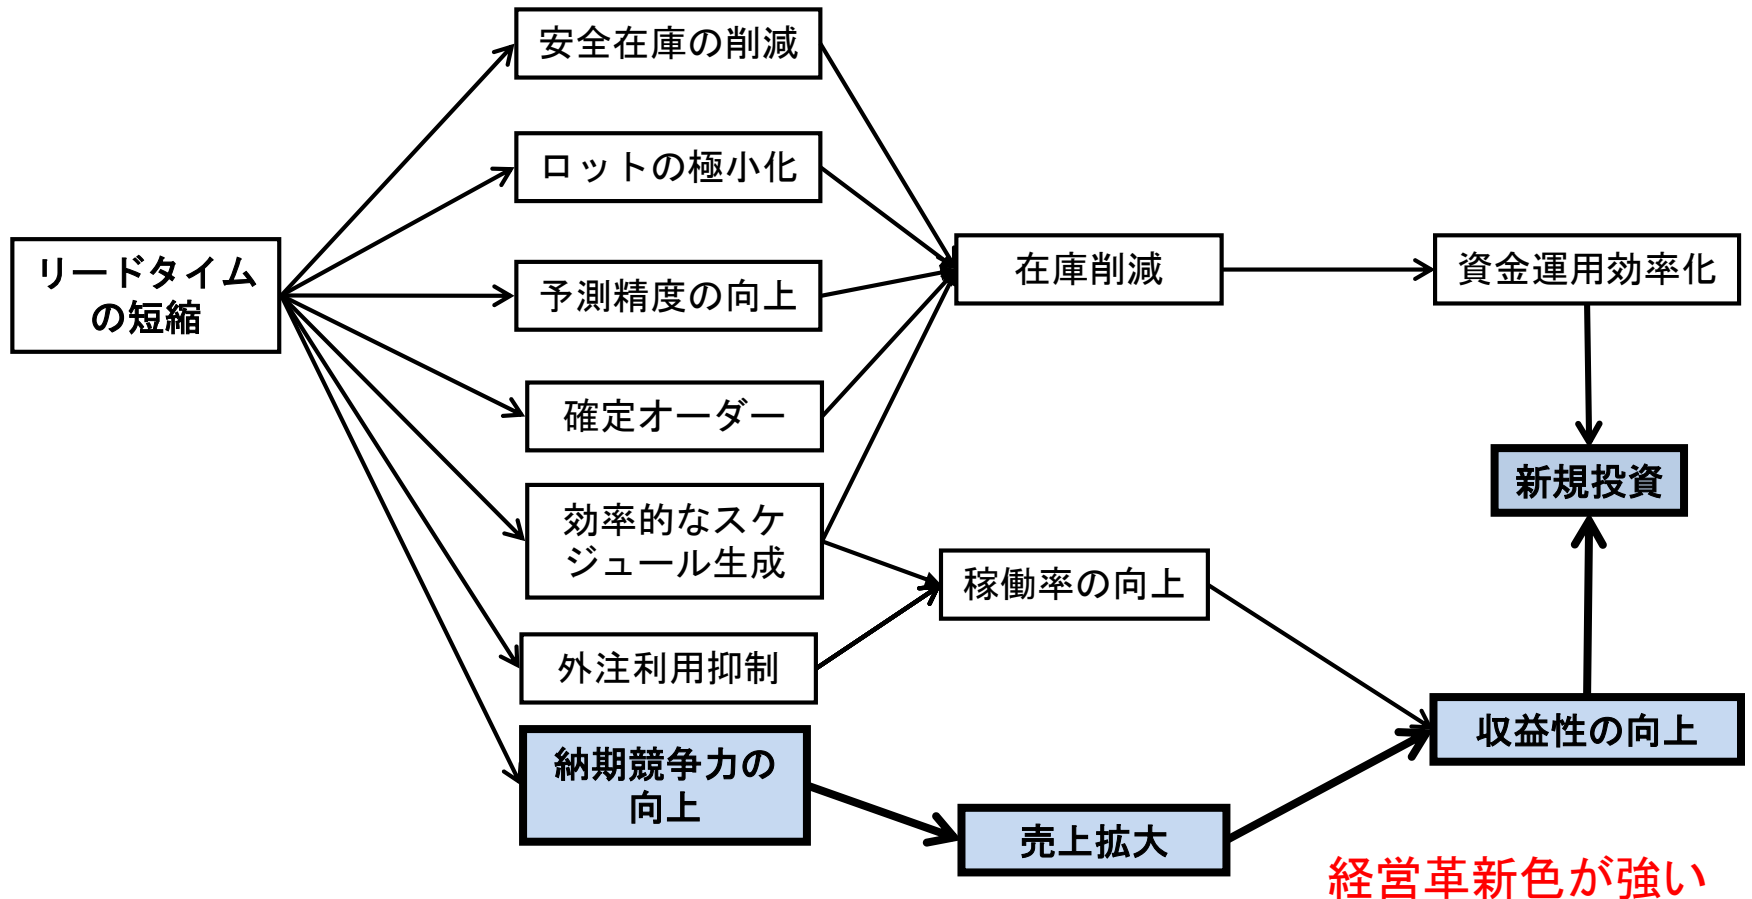 リードタイム
の短縮
安全在庫の削減
ロットの極小化
予測精度の向上
確定オーダー
効率的なスケ
ジュール生成
外注利用抑制
納期競争力の
向上
在庫削減
稼働率の向上
売上拡大
資金運用効率化
新規投資
収益性の向上
経営革新色が強い